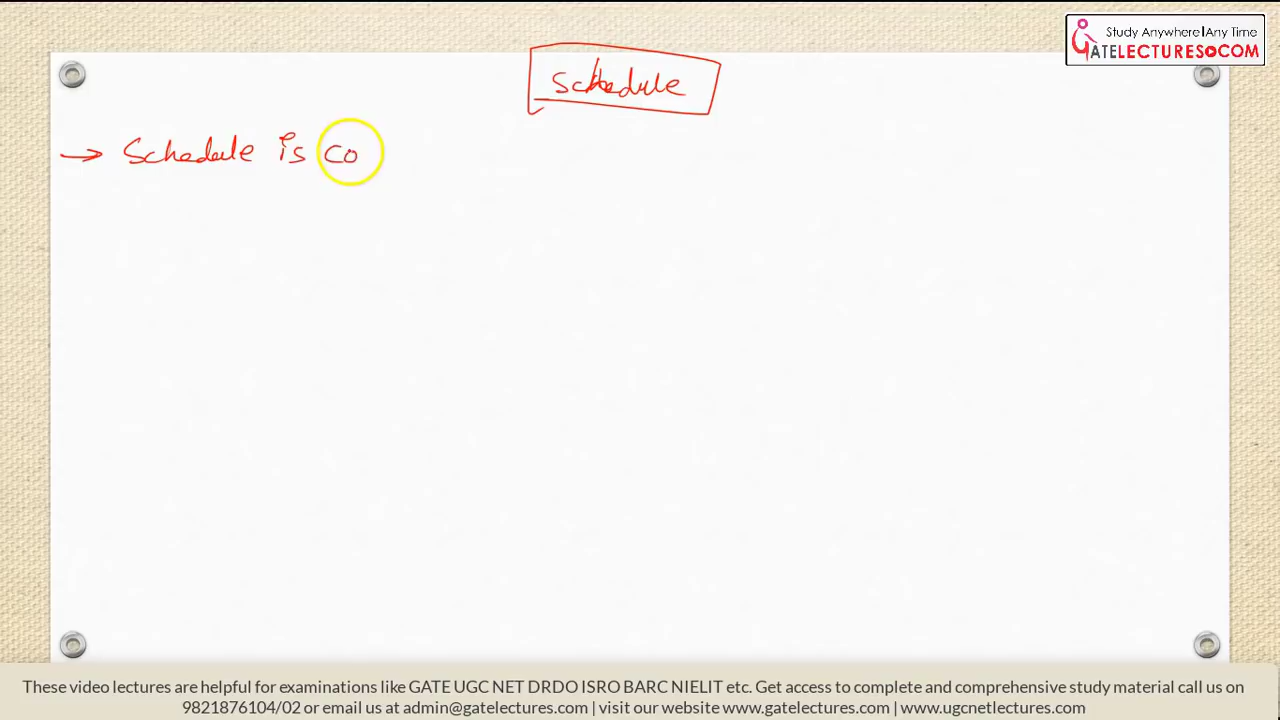 Study Anywhere|Any Time
GATELECTURES.COM
Schedule
→ Schedule is co
These video lectures are helpful for examinations like GATE UGC NET DRDO ISRO BARC NIELIT etc. Get access to complete and comprehensive study material call us on
9821876104/02 or email us at admin@gatelectures.com | visit our website www.gatelectures.com | www.ugcnetlectures.com